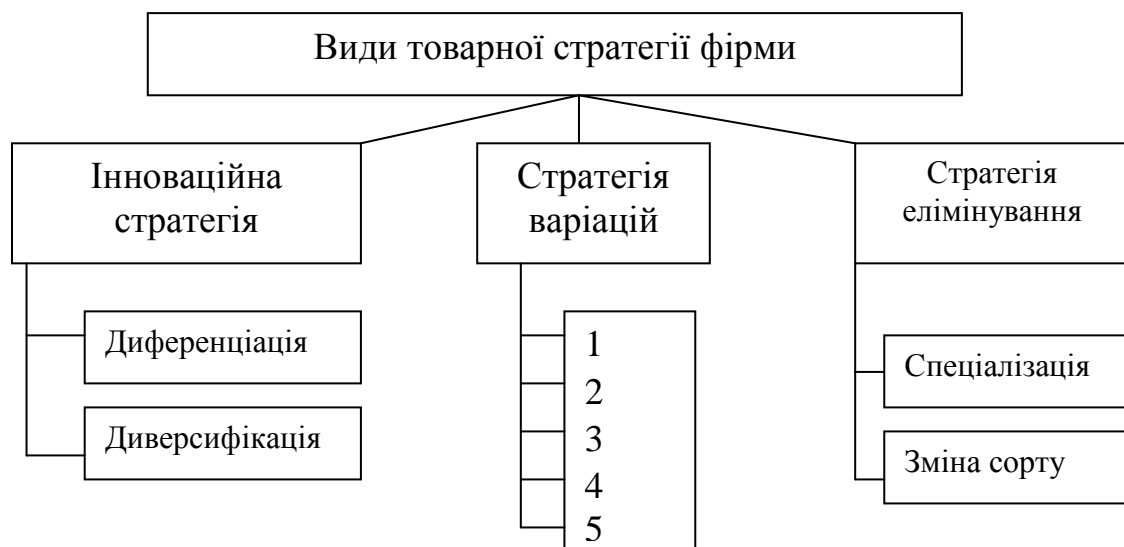 Види товарної стратегії фірми
Інноваційна
стратегія
Диференціація
Диверсифікація
Стратегія
варіацій
1
2
3
4
5
Стратегія
елімінування
Спеціалізація
Зміна сорту